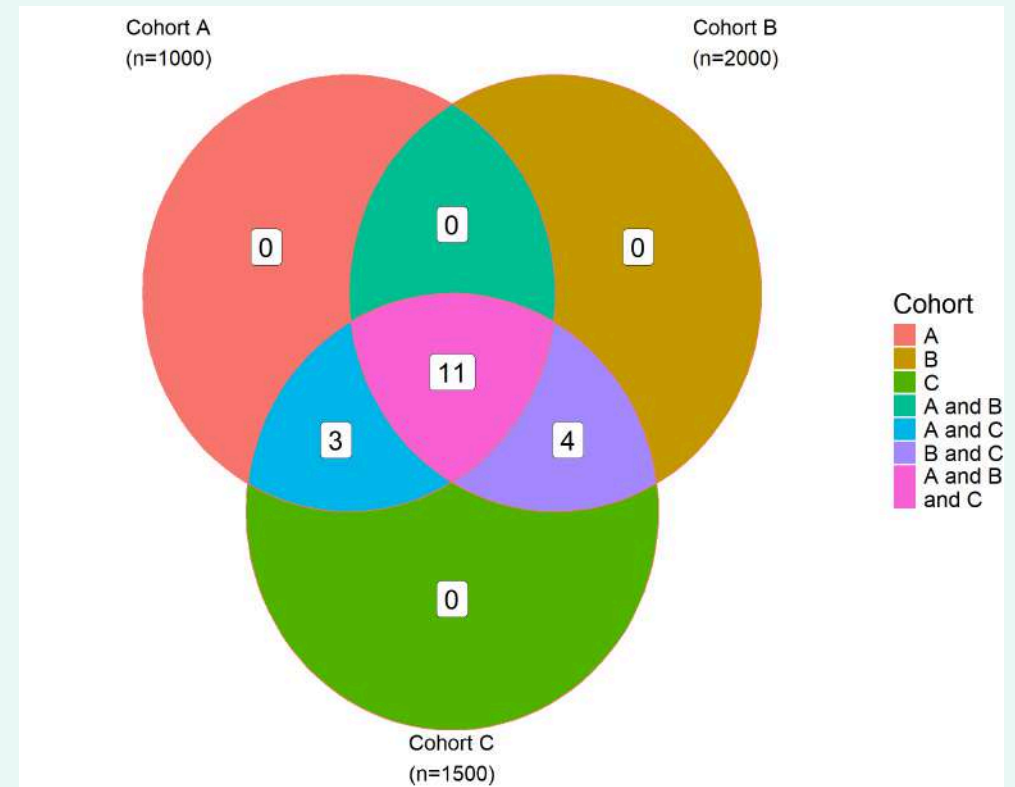 Cohort A
(n=1000)
Cohort B
(n=2000)
0
0
0
11
3
4
0
Cohort C
(n=1500)
Cohort
A
B
C
A and B
A and C
B and C
A and B
and C